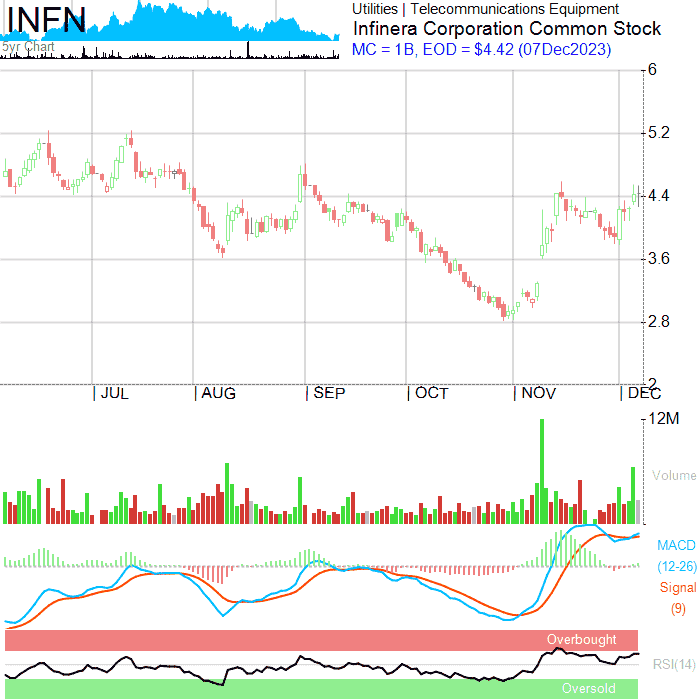 INFN
5yr Chart
Utilities | Telecommunications Equipment
Infinera Corporation Common Stock
MC = 1B, EOD = $4.42 (07Dec2023)
6
5.2
4.4
3.6
2.8
2
| JUL | AUG | SEP | OCT | NOV | DEC
12M
Volume
MACD
(12-26)
Signal
(9)
Overbought
RSI(14)
Oversold